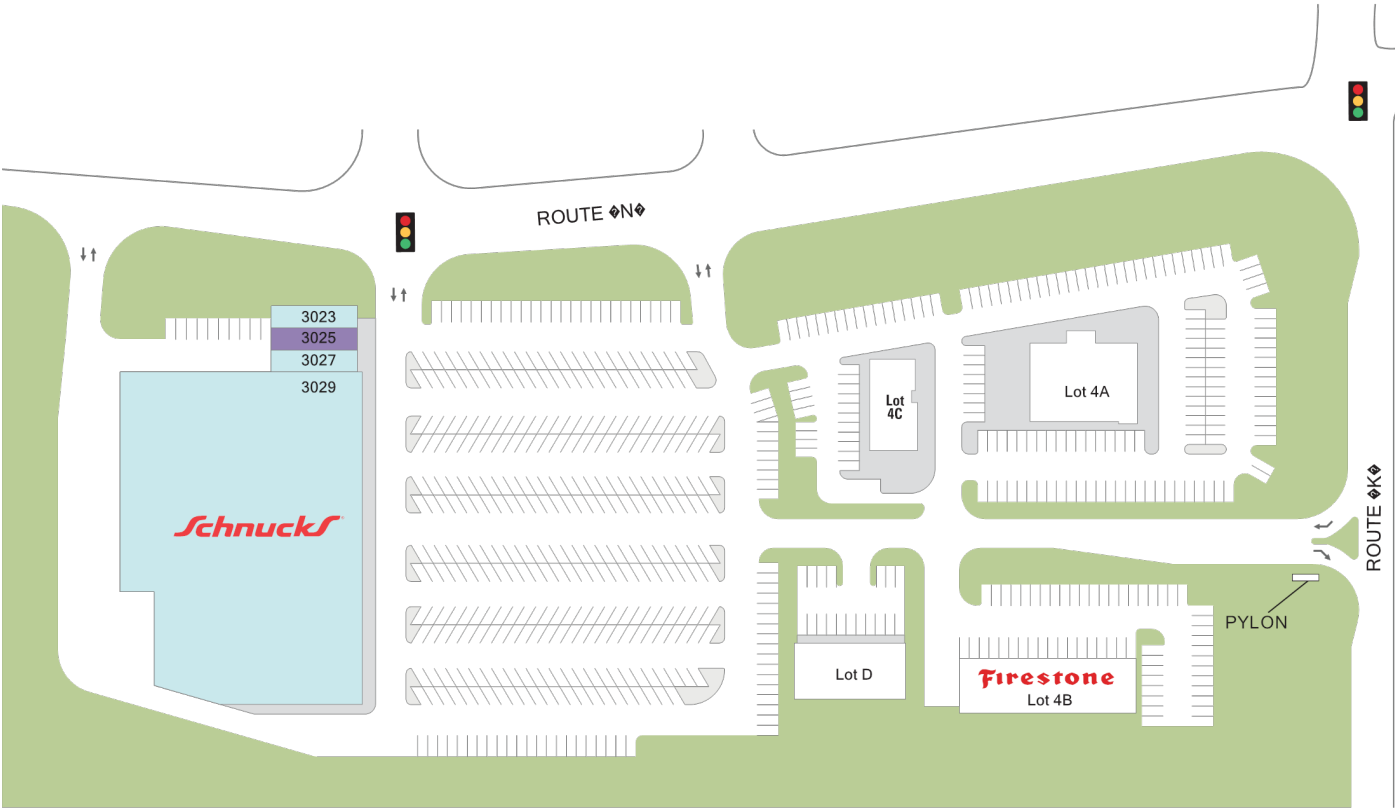 ROUTE �N�
3023
3025
3027
3029
Schnucks
Lot
4C
Lot 4A
ROUTE �K�
PYLON
Lot D
Firestone
Lot 4B